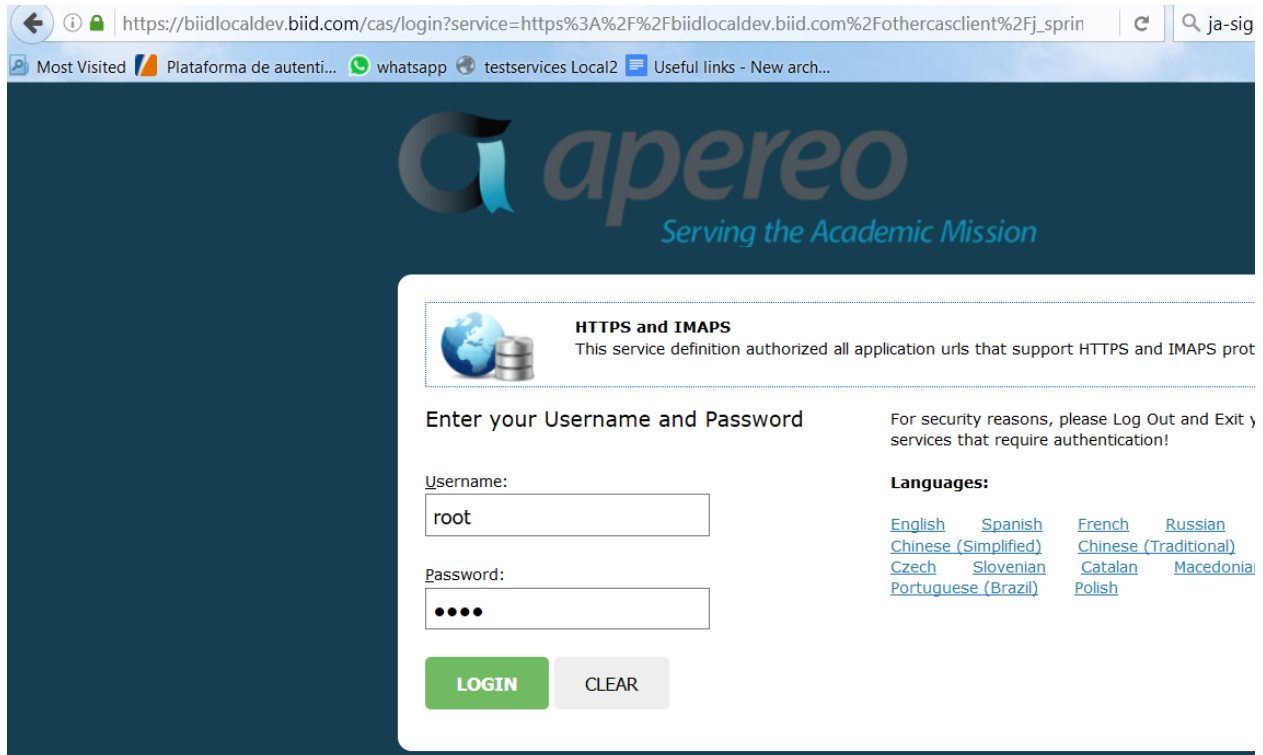 https://biidlocaldev.biid.com/cas/login?service=https%3A%2F%2Fbiidlocaldev.biid.com%2Fothercasclient%2Fj_sprin
ja-sig
Most Visited Plataforma de autenti... whatsapp testservices Local2 Useful links - New arch...
apereo
Serving the Academic Mission
HTTPS and IMAPS
This service definition authorized all application urls that support HTTPS and IMAPS prot
Enter your Username and Password
For security reasons, please Log Out and Exit y
services that require authentication!
Username:
root
Password:
●●●●
LOGIN CLEAR
Languages:
English Spanish French Russian
Chinese (Simplified) Chinese (Traditional)
Czech Slovenian Catalan Macedonian
Portuguese (Brazil) Polish